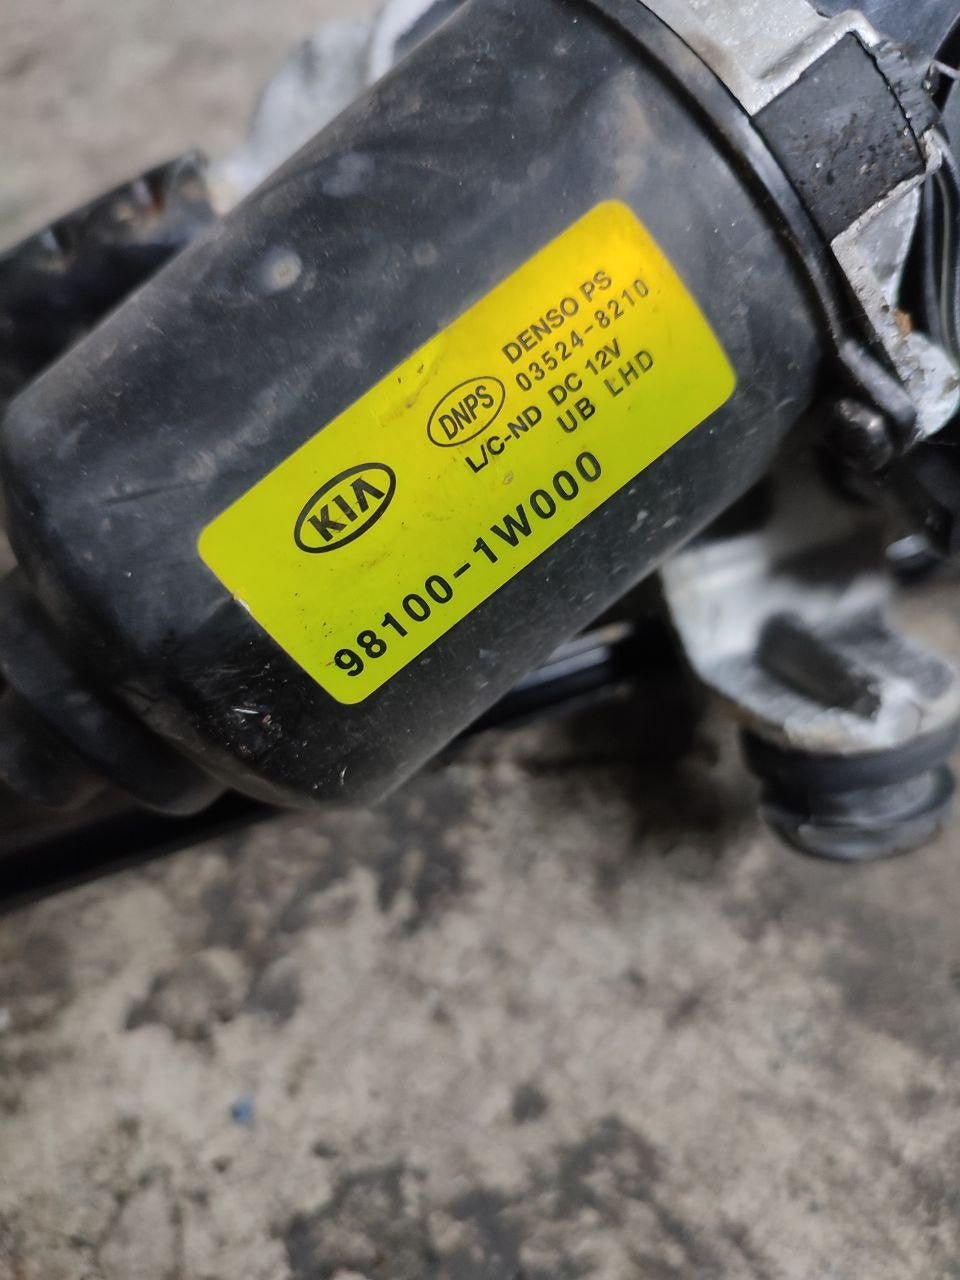 DENSO PS
DNPS 03524-8210
L/C-ND DC 12V
KIA UB LHD
98100-1W000